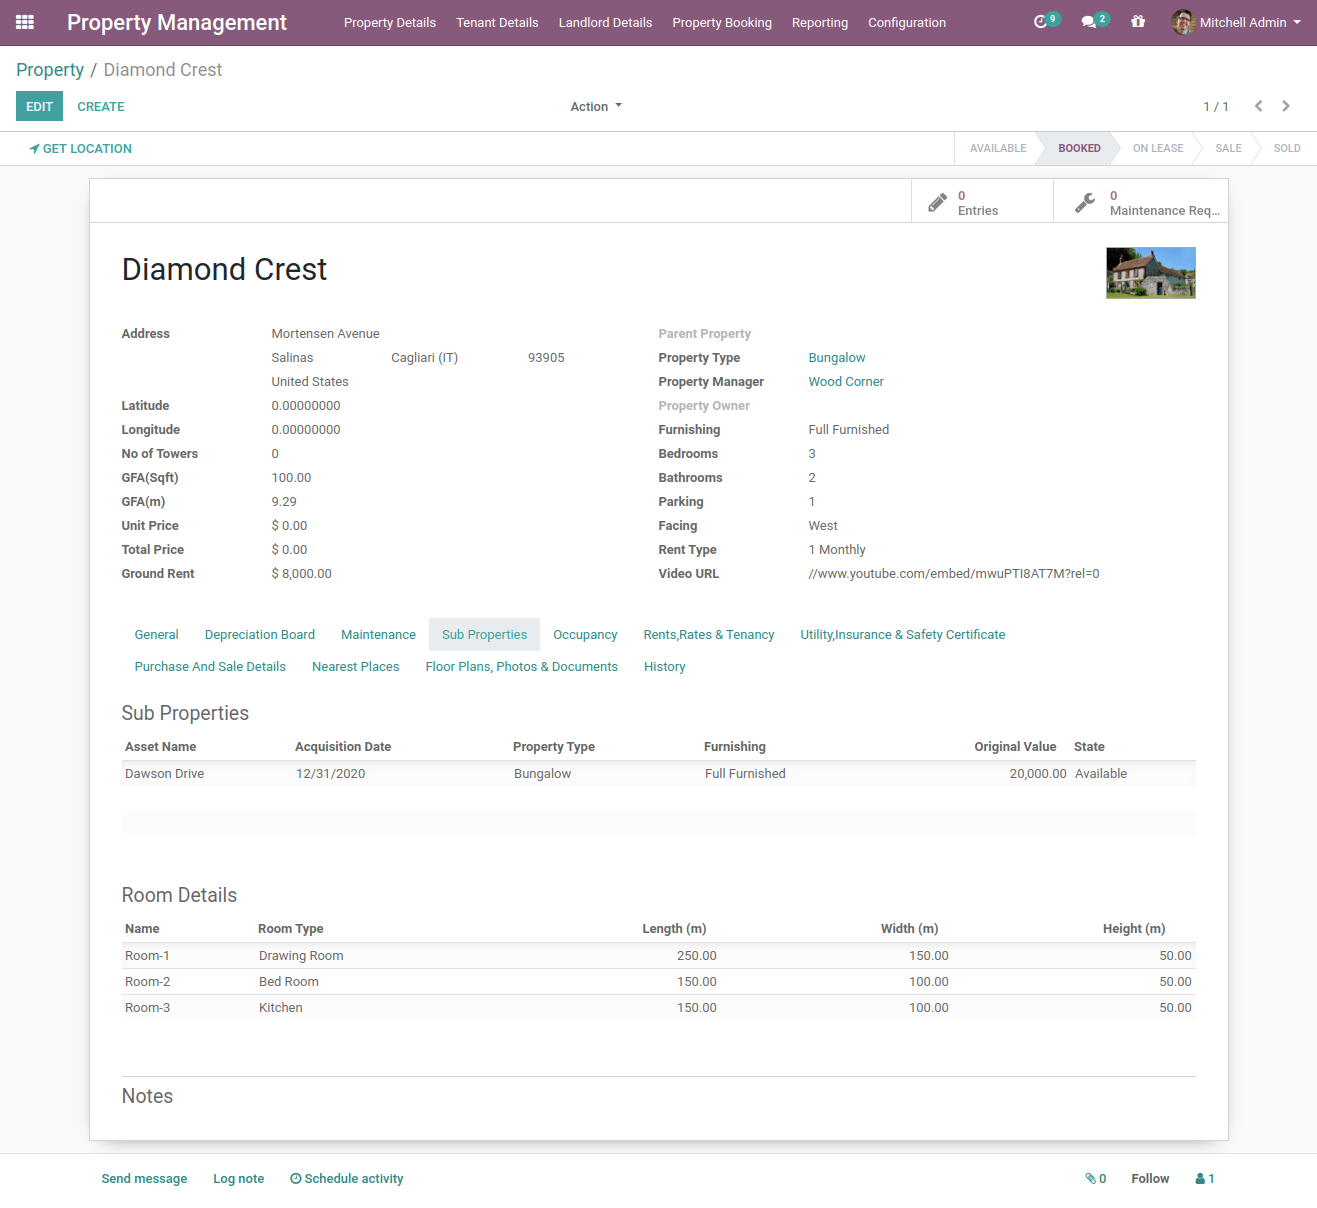 Property Management Property Details Tenant Details Landlord Details Property Booking Reporting Configuration 9 2 Mitchell Admin
Property / Diamond Crest
EDIT CREATE Action 1 / 1
GET LOCATION AVAILABLE BOOKED ON LEASE SALE SOLD
0 Entries 0 Maintenance Req...
Diamond Crest
Address Mortensen Avenue Parent Property
Salinas Cagliari (IT) 93905 Property Type Bungalow
United States Property Manager Wood Corner
Latitude 0.00000000 Property Owner
Longitude 0.00000000 Furnishing Full Furnished
No of Towers 0 Bedrooms 3
GFA(Sqft) 100.00 Bathrooms 2
GFA(m) 9.29 Parking 1
Unit Price $ 0.00 Facing West
Total Price $ 0.00 Rent Type 1 Monthly
Ground Rent $ 8,000.00 Video URL //www.youtube.com/embed/mwuPTI8AT7M?rel=0
General Depreciation Board Maintenance Sub Properties Occupancy Rents,Rates & Tenancy Utility,Insurance & Safety Certificate
Purchase And Sale Details Nearest Places Floor Plans, Photos & Documents History
Sub Properties
Asset Name Acquisition Date Property Type Furnishing Original Value State
Dawson Drive 12/31/2020 Bungalow Full Furnished 20,000.00 Available
Room Details
Name Room Type Length (m) Width (m) Height (m)
Room-1 Drawing Room 250.00 150.00 50.00
Room-2 Bed Room 150.00 100.00 50.00
Room-3 Kitchen 150.00 100.00 50.00
Notes
Send message Log note Schedule activity 0 Follow 1